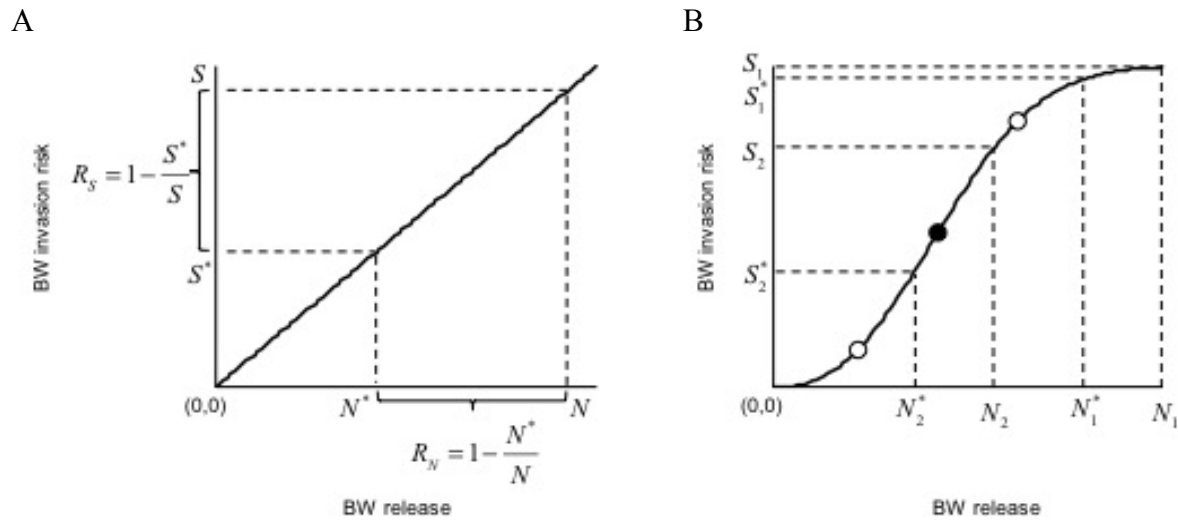 A
S
R_S = 1 - S^*/S
S^*
BW invasion risk
(0,0)
N^*
N
R_N = 1 - N^*/N
BW release
B
S_1
S_1^*
S_2
S_2^*
BW invasion risk
(0,0)
N_2^*
N_2
N_1^*
N_1
BW release